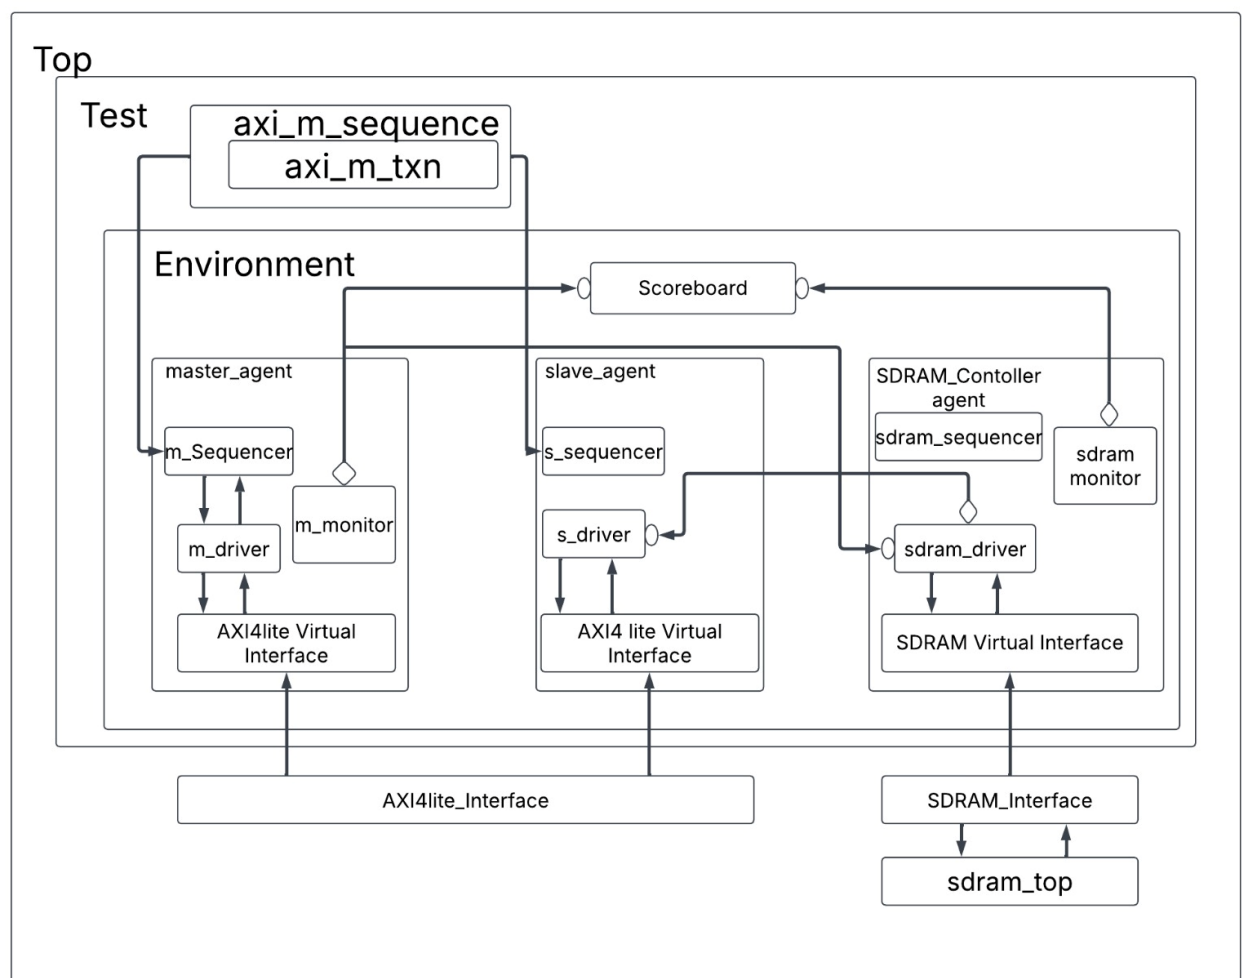 Top
Test
axi_m_sequence
axi_m_txn
Environment
Scoreboard
master_agent
m_Sequencer
m_monitor
m_driver
AXI4lite Virtual
Interface
slave_agent
s_sequencer
s_driver
AXI4 lite Virtual
Interface
SDRAM_Contoller
agent
sdram_sequencer
sdram
monitor
sdram_driver
SDRAM Virtual Interface
AXI4lite_Interface
SDRAM_Interface
sdram_top